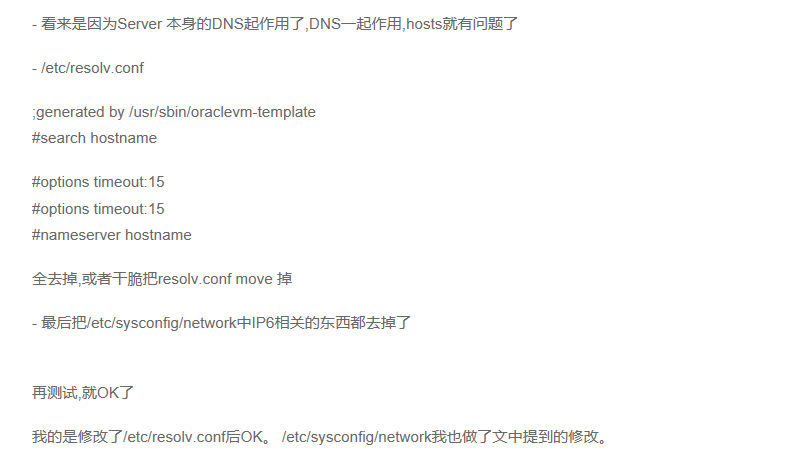 - 看来是因为Server 本身的DNS起作用了,DNS一起作用,hosts就有问题了
- /etc/resolv.conf
;generated by /usr/sbin/oraclevm-template
#search hostname
#options timeout:15
#options timeout:15
#nameserver hostname
全去掉,或者干脆把resolv.conf move 掉
- 最后把/etc/sysconfig/network中IP6相关的东西都去掉了
再测试,就OK了
我的是修改了/etc/resolv.conf后OK。 /etc/sysconfig/network我也做了文中提到的修改。